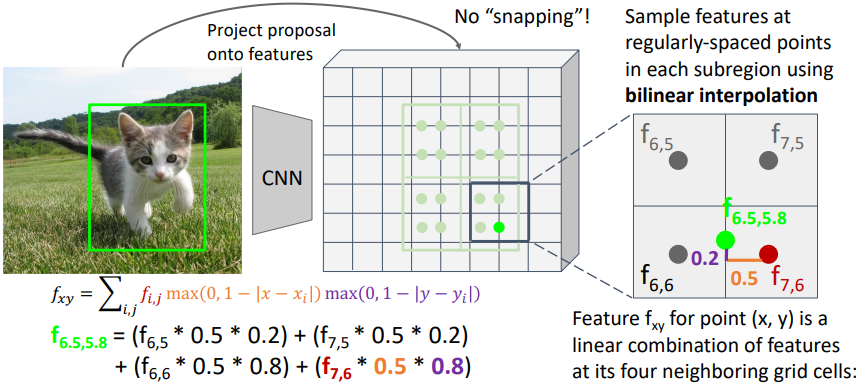 No “snapping”!
Project proposal
onto features
Sample features at
regularly-spaced points
in each subregion using
bilinear interpolation
CNN
f6,5
f7,5
f6.5,5.8
0.2
0.5
f6,6
f7,6
fxy = ∑i,j fi,j max(0, 1 − |x − xi|) max(0, 1 − |y − yi|)
f6.5,5.8 = (f6,5 * 0.5 * 0.2) + (f7,5 * 0.5 * 0.2)
+ (f6,6 * 0.5 * 0.8) + (f7,6 * 0.5 * 0.8)
Feature fxy for point (x, y) is a
linear combination of features
at its four neighboring grid cells: